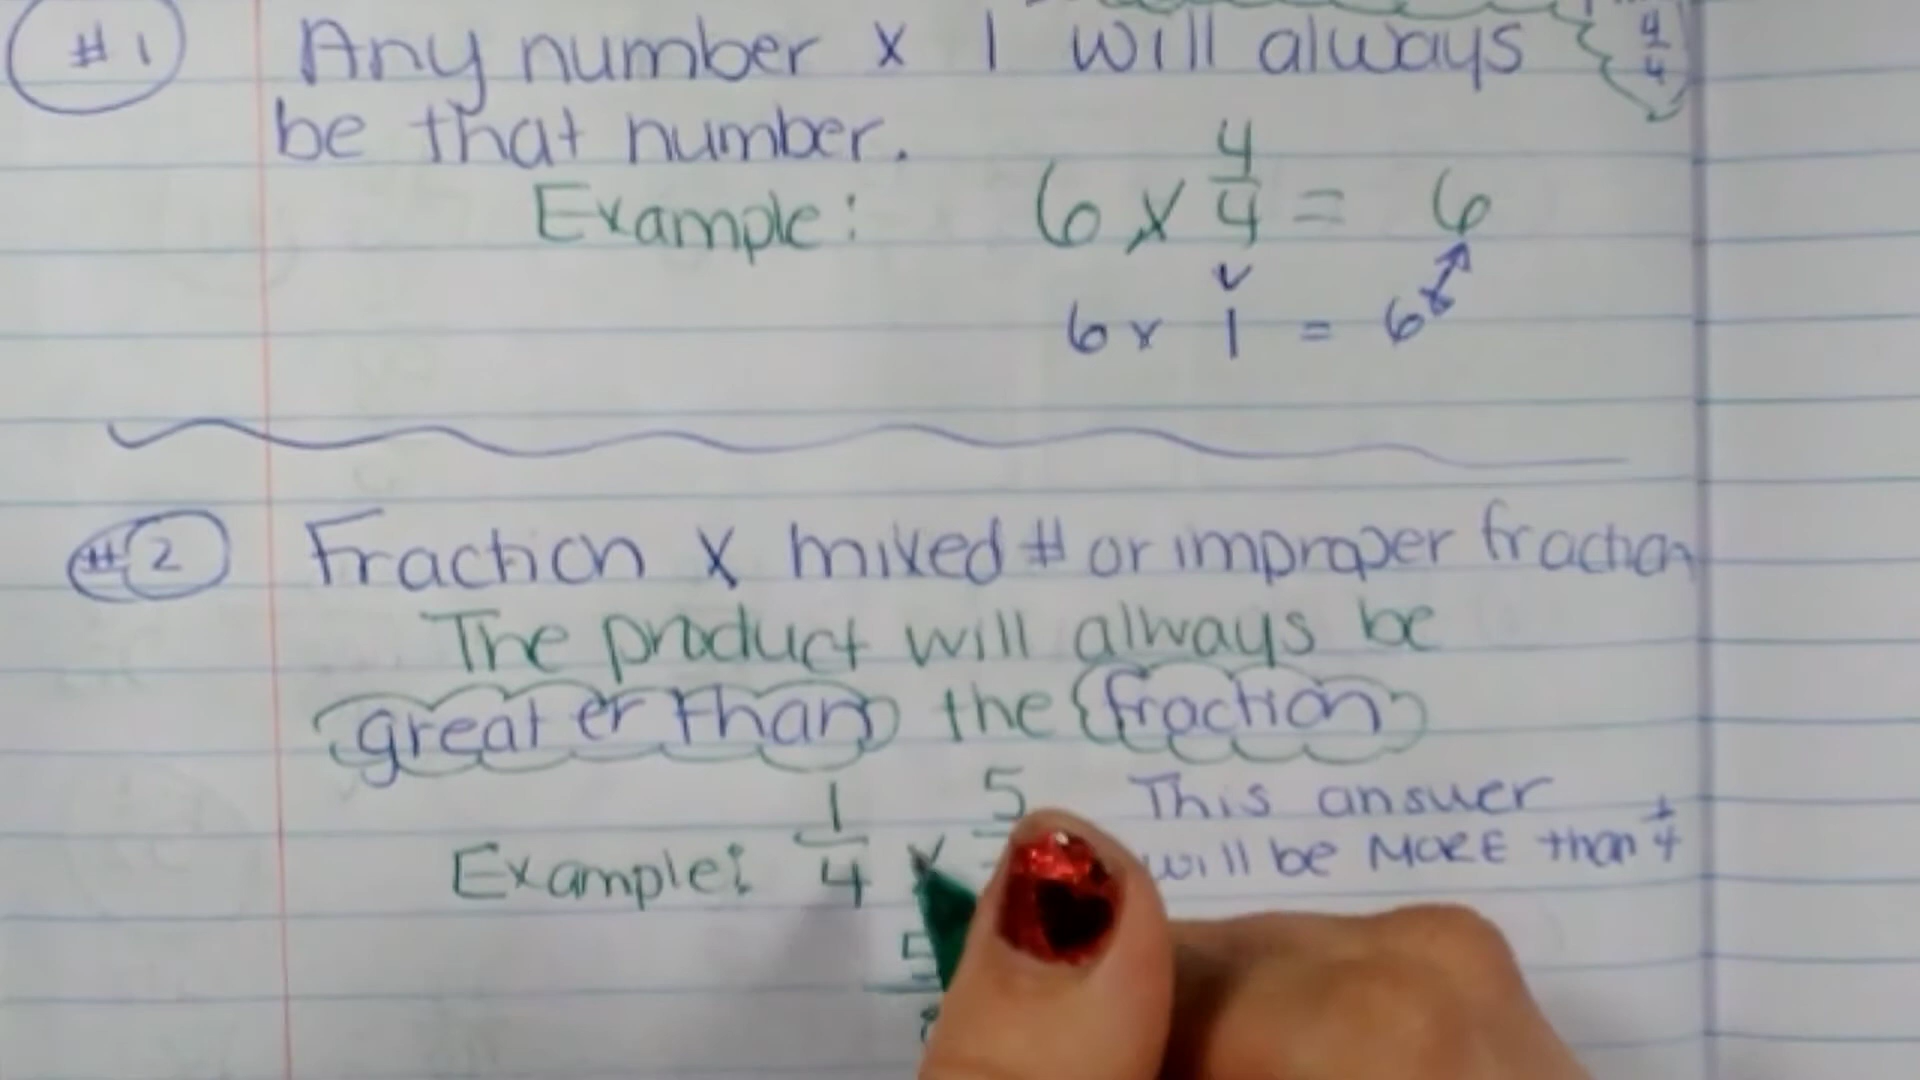 #1 Any number x 1 will always
be that number.
4/4
Example: 6 x 4/4 = 6
6 x 1 = 6
#2 Fraction x mixed # or improper fraction
The product will always be
greater than the fraction
Example: 1/4 x 5
This answer
will be MORE than 1/4
5